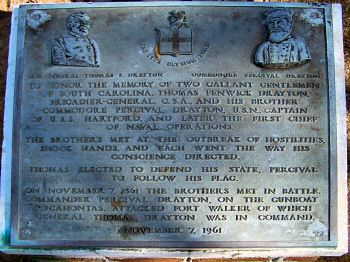 BRIG. GENERAL THOMAS F. DRAYTON COMMODORE PERCIVAL DRAYTON
TO HONOR THE MEMORY OF TWO GALLANT GENTLEMEN
OF SOUTH CAROLINA, THOMAS FENWICK DRAYTON,
BRIGADIER-GENERAL, C.S.A., AND HIS BROTHER
COMMODORE PERCIVAL DRAYTON, U.S.N., CAPTAIN
OF U.S.S. HARTFORD, AND LATER THE FIRST CHIEF
OF NAVAL OPERATIONS.
THE BROTHERS MET AT THE OUTBREAK OF HOSTILITIES,
SHOOK HANDS, AND EACH WENT THE WAY HIS
CONSCIENCE DIRECTED.
THOMAS ELECTED TO DEFEND HIS STATE, PERCIVAL
TO FOLLOW HIS FLAG.
ON NOVEMBER 7, 1861 THE BROTHERS MET IN BATTLE.
COMMANDER PERCIVAL DRAYTON, ON THE GUNBOAT
POCAHONTAS, ATTACKED FORT WALKER OF WHICH
GENERAL THOMAS DRAYTON WAS IN COMMAND.
NOVEMBER 7, 1961